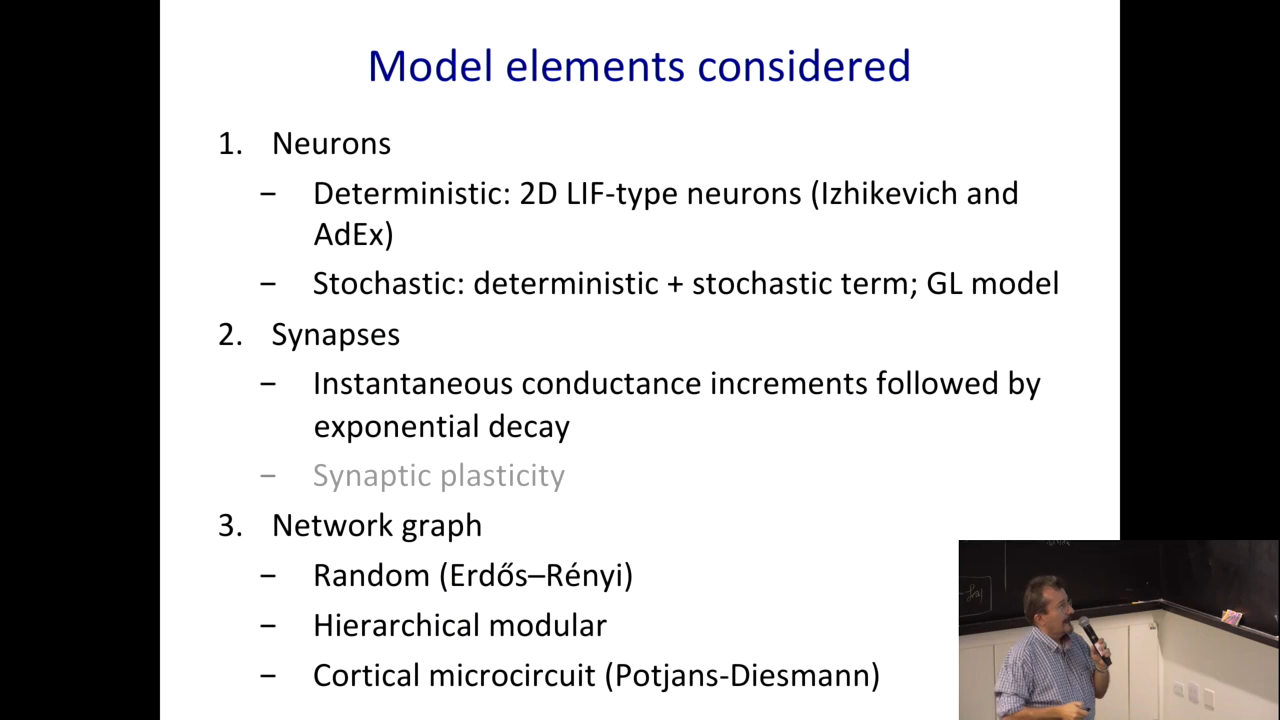 Model elements considered
1. Neurons
– Deterministic: 2D LIF-type neurons (Izhikevich and
AdEx)
– Stochastic: deterministic + stochastic term; GL model
2. Synapses
– Instantaneous conductance increments followed by
exponential decay
– Synaptic plasticity
3. Network graph
– Random (Erdős–Rényi)
– Hierarchical modular
– Cortical microcircuit (Potjans-Diesmann)